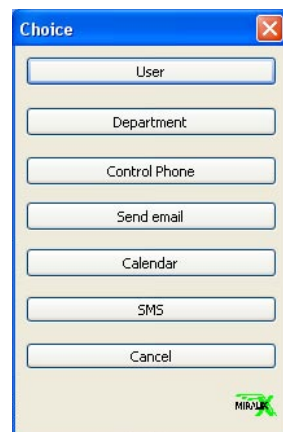 Choice
User
Department
Control Phone
Send email
Calendar
SMS
Cancel
MIRALIX